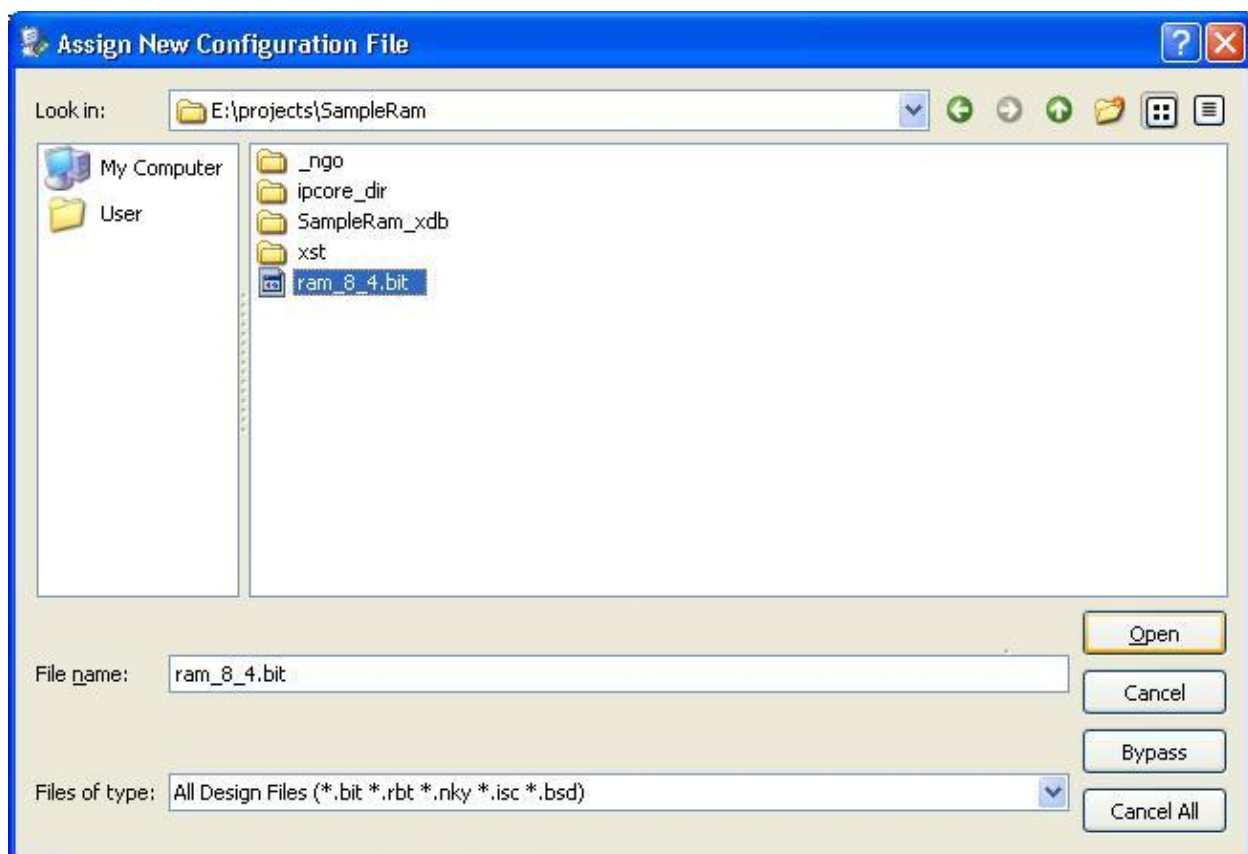 Assign New Configuration File
Look in:
E:\projects\SampleRam
My Computer
User
_ngo
ipcore_dir
SampleRam_xdb
xst
ram_8_4.bit
Open
File name:
ram_8_4.bit
Cancel
Bypass
Files of type:
All Design Files (*.bit *.rbt *.nky *.isc *.bsd)
Cancel All